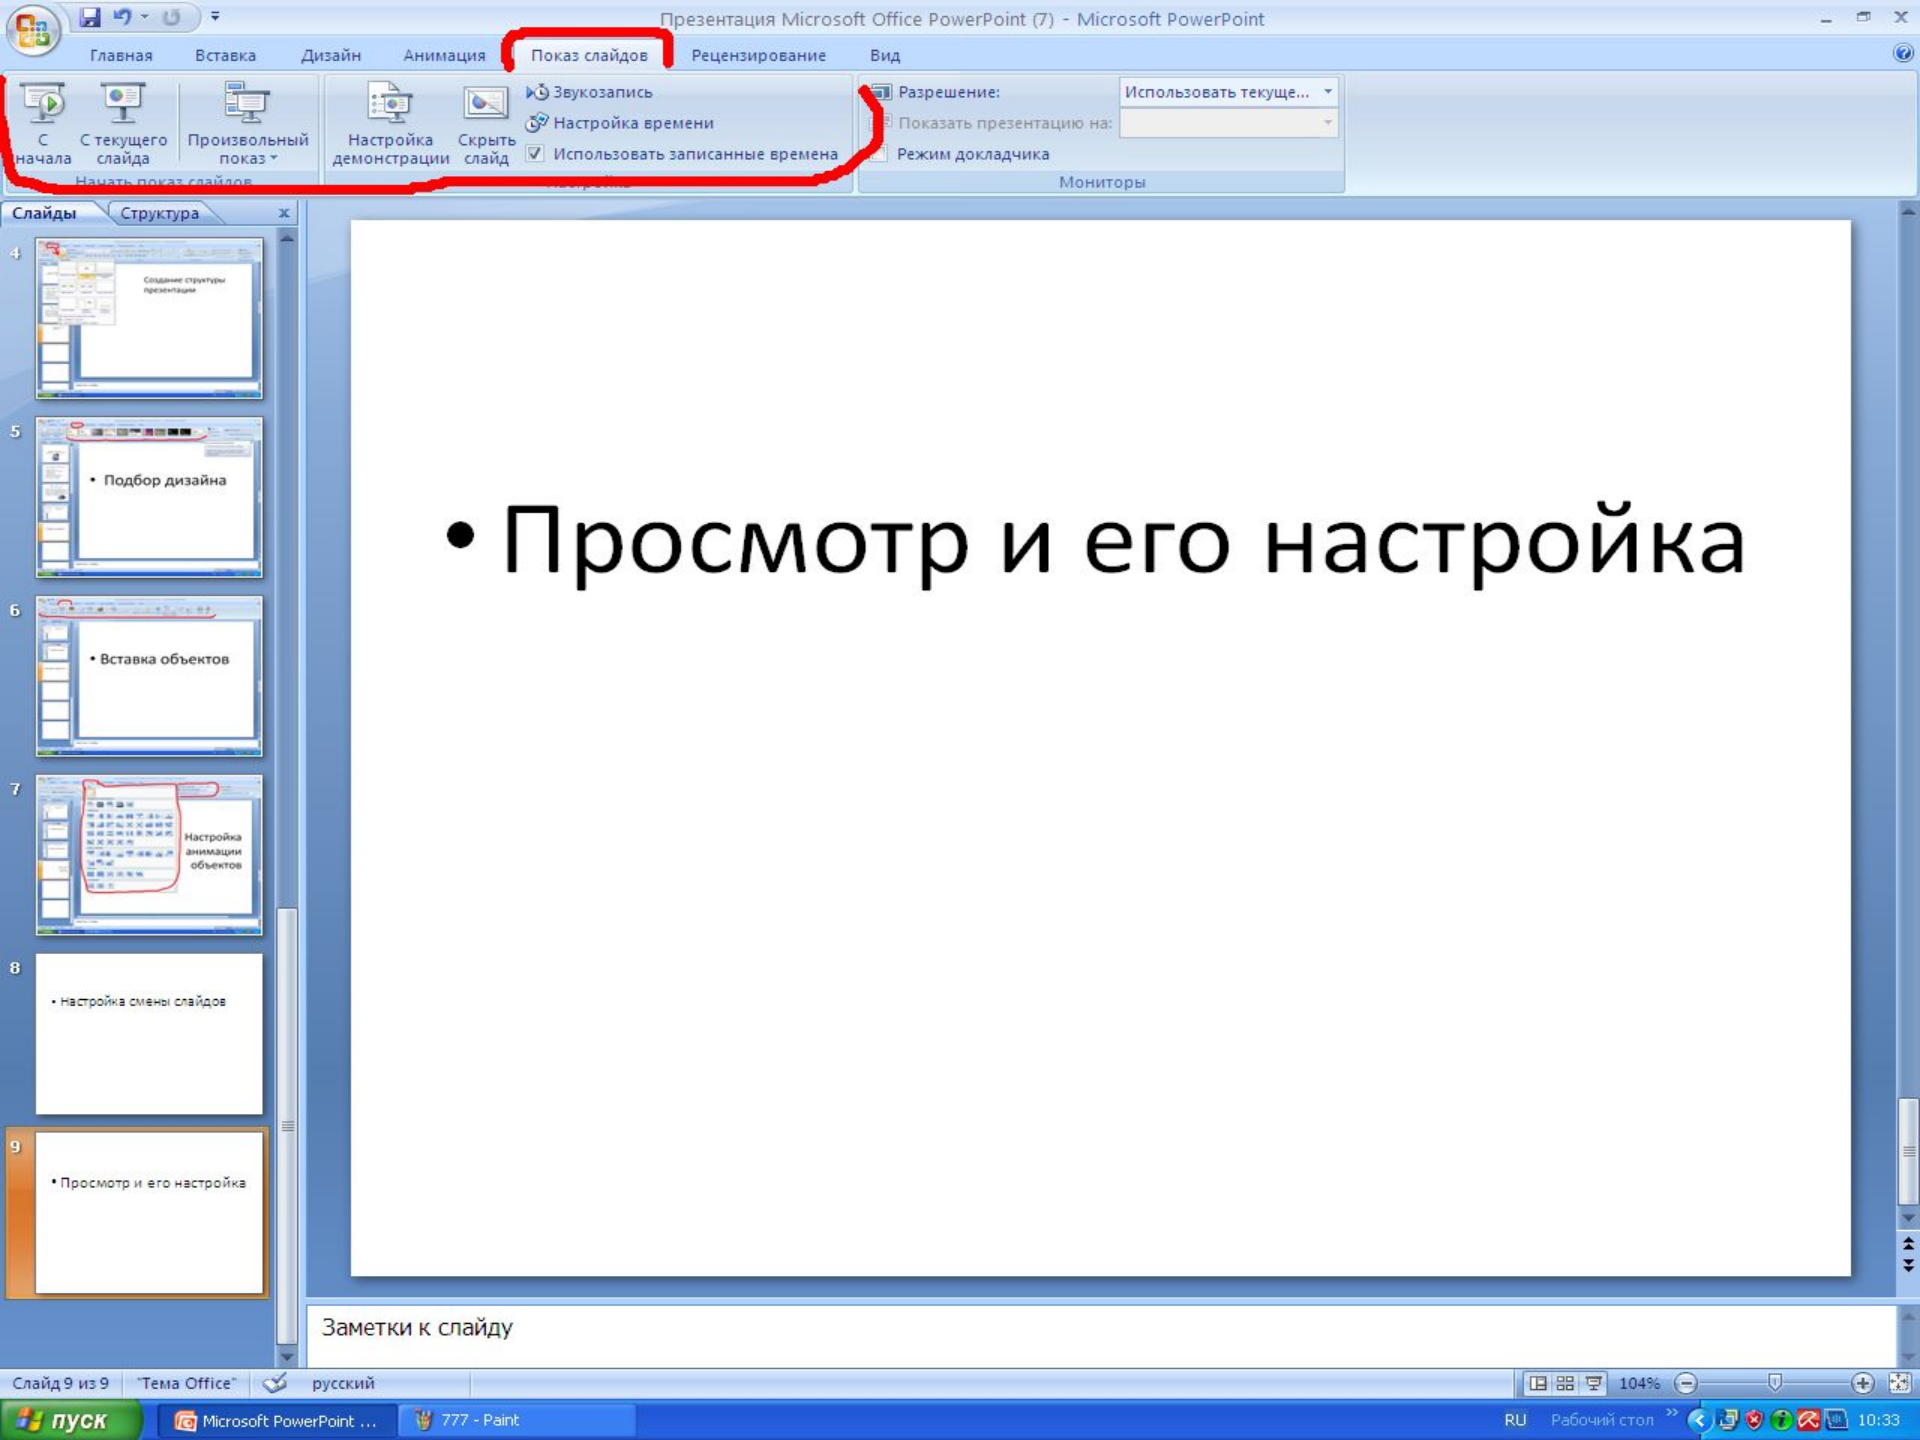 Презентация Microsoft Office PowerPoint (7) - Microsoft PowerPoint
Главная Вставка Дизайн Анимация Показ слайдов Рецензирование Вид
С начала
С текущего слайда
Произвольный показ
Начать показ слайдов
Настройка демонстрации
Скрыть слайд
Звукозапись
Настройка времени
Использовать записанные времена
Разрешение: Использовать текуще...
Показать презентацию на:
Режим докладчика
Мониторы
Слайды Структура x
4
Создание структуры
презентации
5
• Подбор дизайна
6
• Вставка объектов
7
Настройка
анимации
объектов
8
• Настройка смены слайдов
9
• Просмотр и его настройка
• Просмотр и его настройка
Заметки к слайду
Слайд 9 из 9 "Тема Office" русский 104%
пуск Microsoft PowerPoint ... 777 - Paint RU Рабочий стол » 10:33